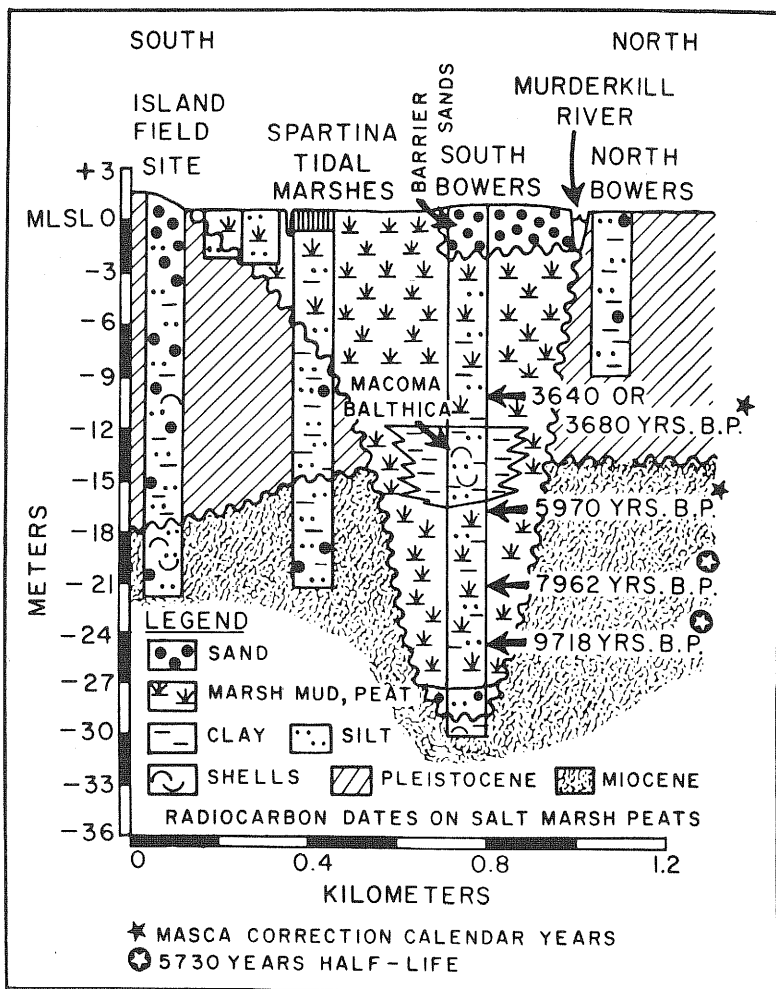 SOUTH
NORTH
ISLAND
FIELD
SITE
SPARTINA
TIDAL
MARSHES
BARRIER
SANDS
SOUTH
BOWERS
MURDERKILL
RIVER
NORTH
BOWERS
+3
MLSL 0
-3
-6
-9
-12
-15
-18
-21
-24
-27
-30
-33
-36
METERS
MACOMA
BALTHICA
3640 OR
3680 YRS. B.P.
5970 YRS. B.P.
7962 YRS. B.P.
9718 YRS. B.P.
LEGEND
SAND
MARSH MUD, PEAT
CLAY
SILT
SHELLS
PLEISTOCENE
MIOCENE
RADIOCARBON DATES ON SALT MARSH PEATS
0
0.4
0.8
1.2
KILOMETERS
★ MASCA CORRECTION CALENDAR YEARS
✪ 5730 YEARS HALF-LIFE